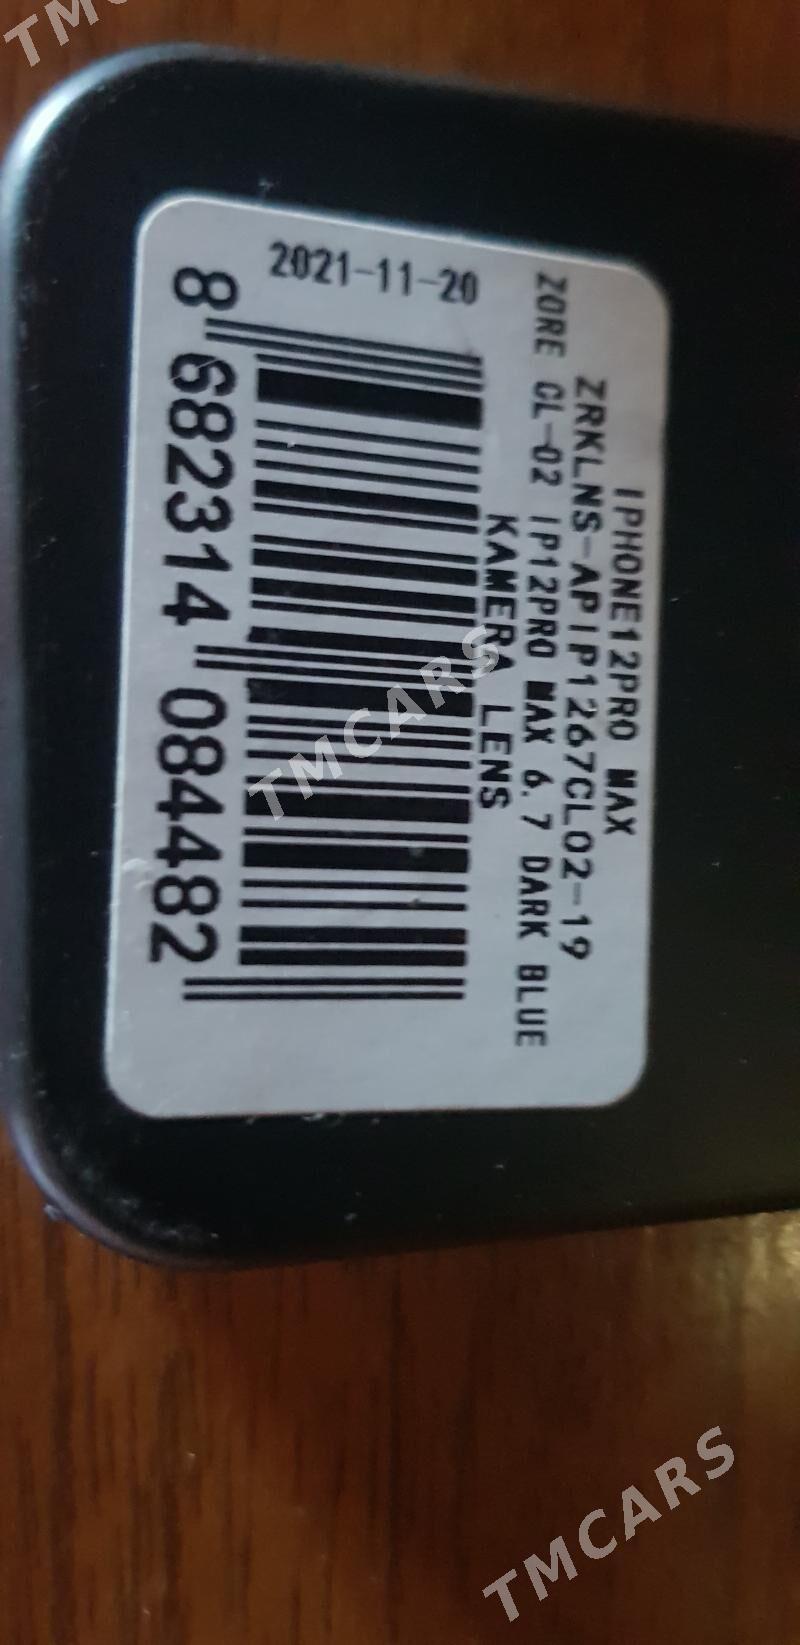 IPHONE12PRO MAX
ZRKLNS-APIP1267CL02-19
ZORE CL-02 IP12PRO MAX 6.7 DARK BLUE
KAMERA LENS
2021-11-20
8 682314 084482
TMCARS
TMCARS
TMC